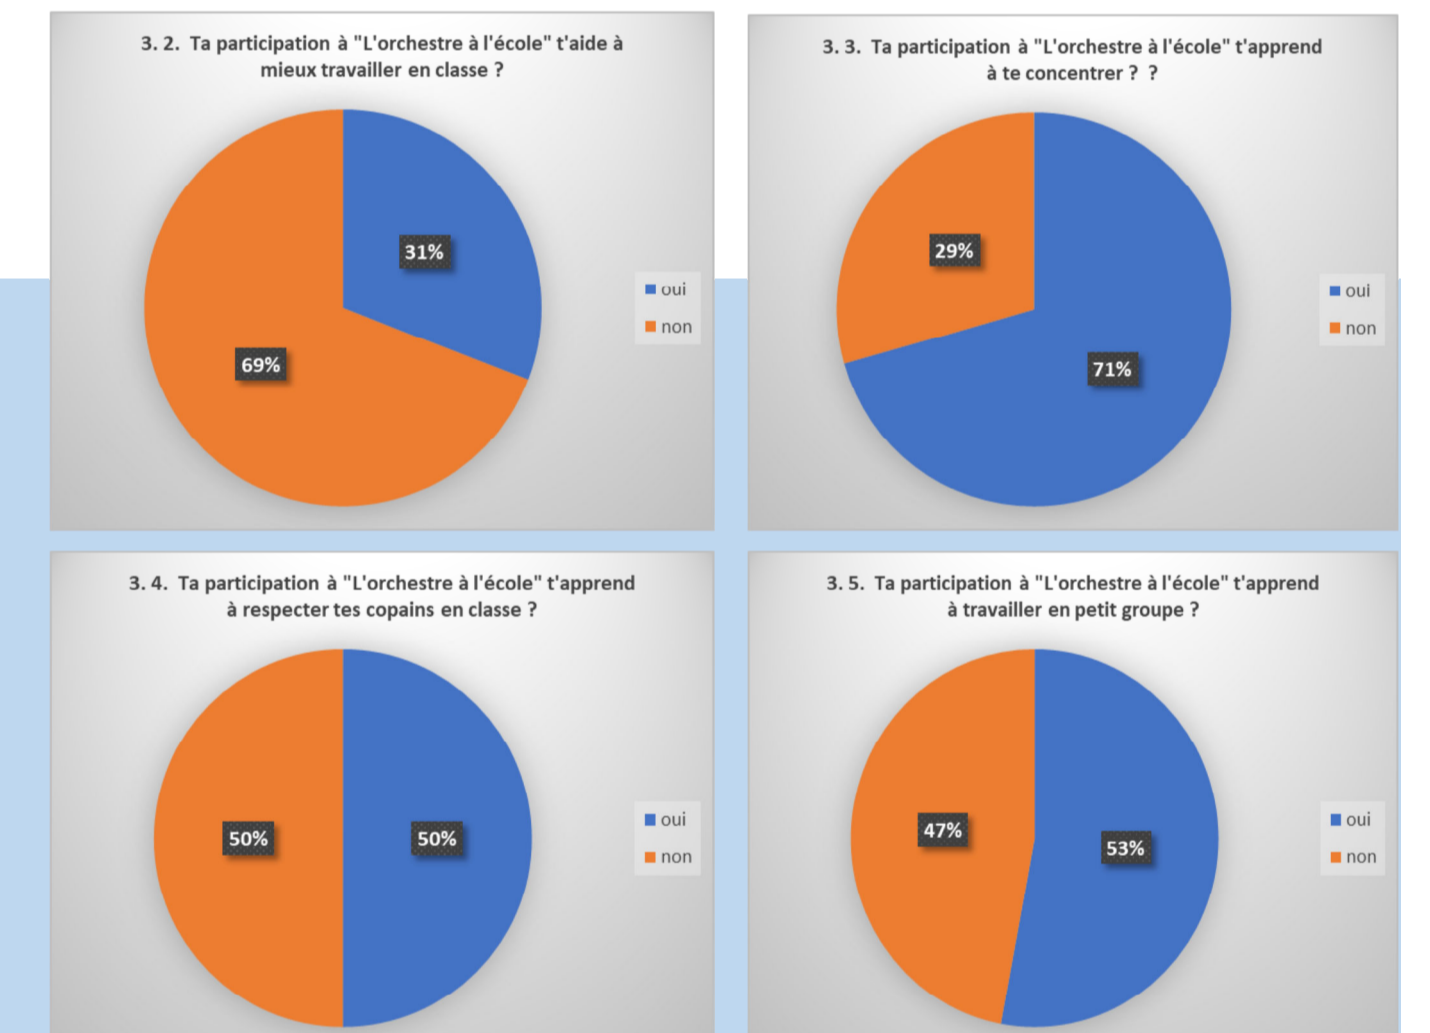 3. 2. Ta participation à "L'orchestre à l'école" t'aide à
mieux travailler en classe ?
31%
69%
oui
non
3. 3. Ta participation à "L'orchestre à l'école" t'apprend
à te concentrer ? ?
29%
71%
oui
non
3. 4. Ta participation à "L'orchestre à l'école" t'apprend
à respecter tes copains en classe ?
50%
50%
oui
non
3. 5. Ta participation à "L'orchestre à l'école" t'apprend
à travailler en petit groupe ?
47%
53%
oui
non